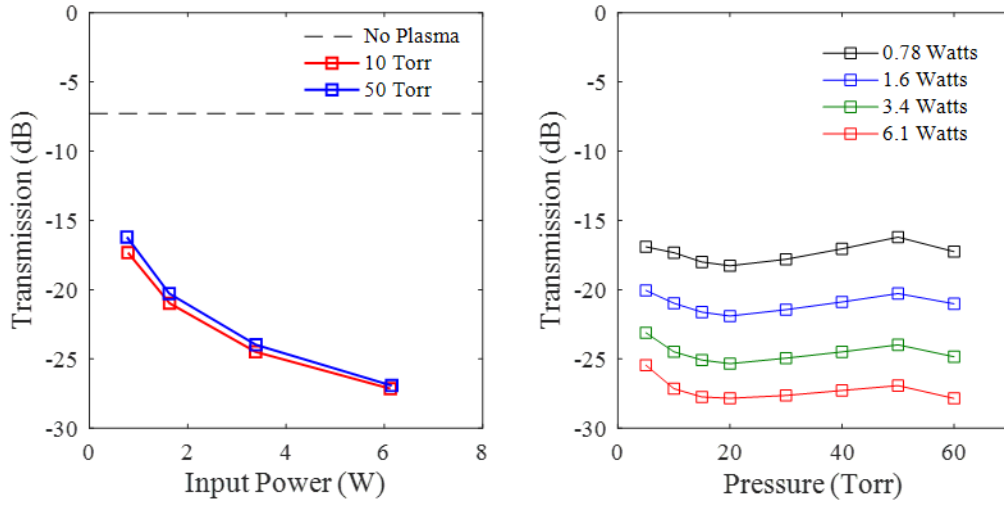 0
-5
-10
-15
-20
-25
-30
Transmission (dB)
No Plasma
10 Torr
50 Torr
0
2
4
6
8
Input Power (W)
0
-5
-10
-15
-20
-25
-30
Transmission (dB)
0.78 Watts
1.6 Watts
3.4 Watts
6.1 Watts
0
20
40
60
Pressure (Torr)